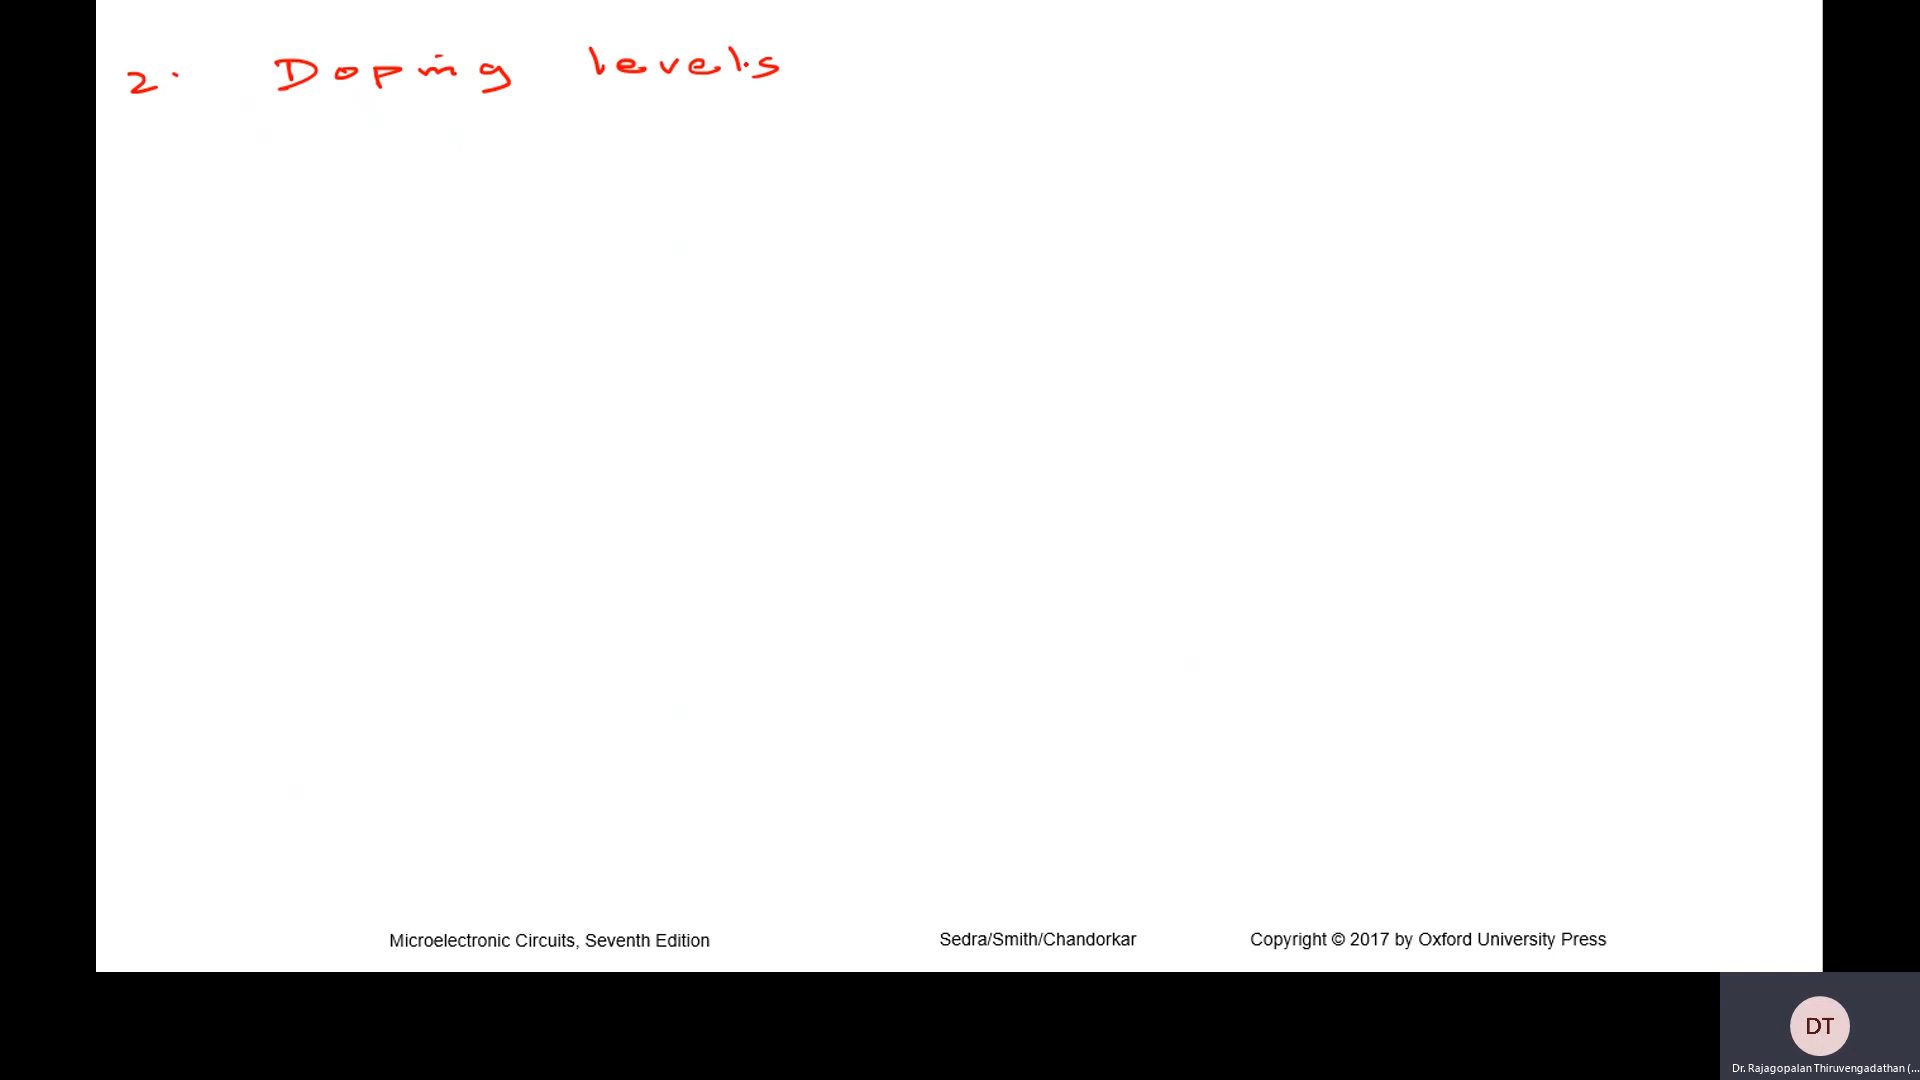 2. Doping levels
Microelectronic Circuits, Seventh Edition Sedra/Smith/Chandorkar Copyright © 2017 by Oxford University Press
DT
Dr. Rajagopalan Thiruvengadathan (...